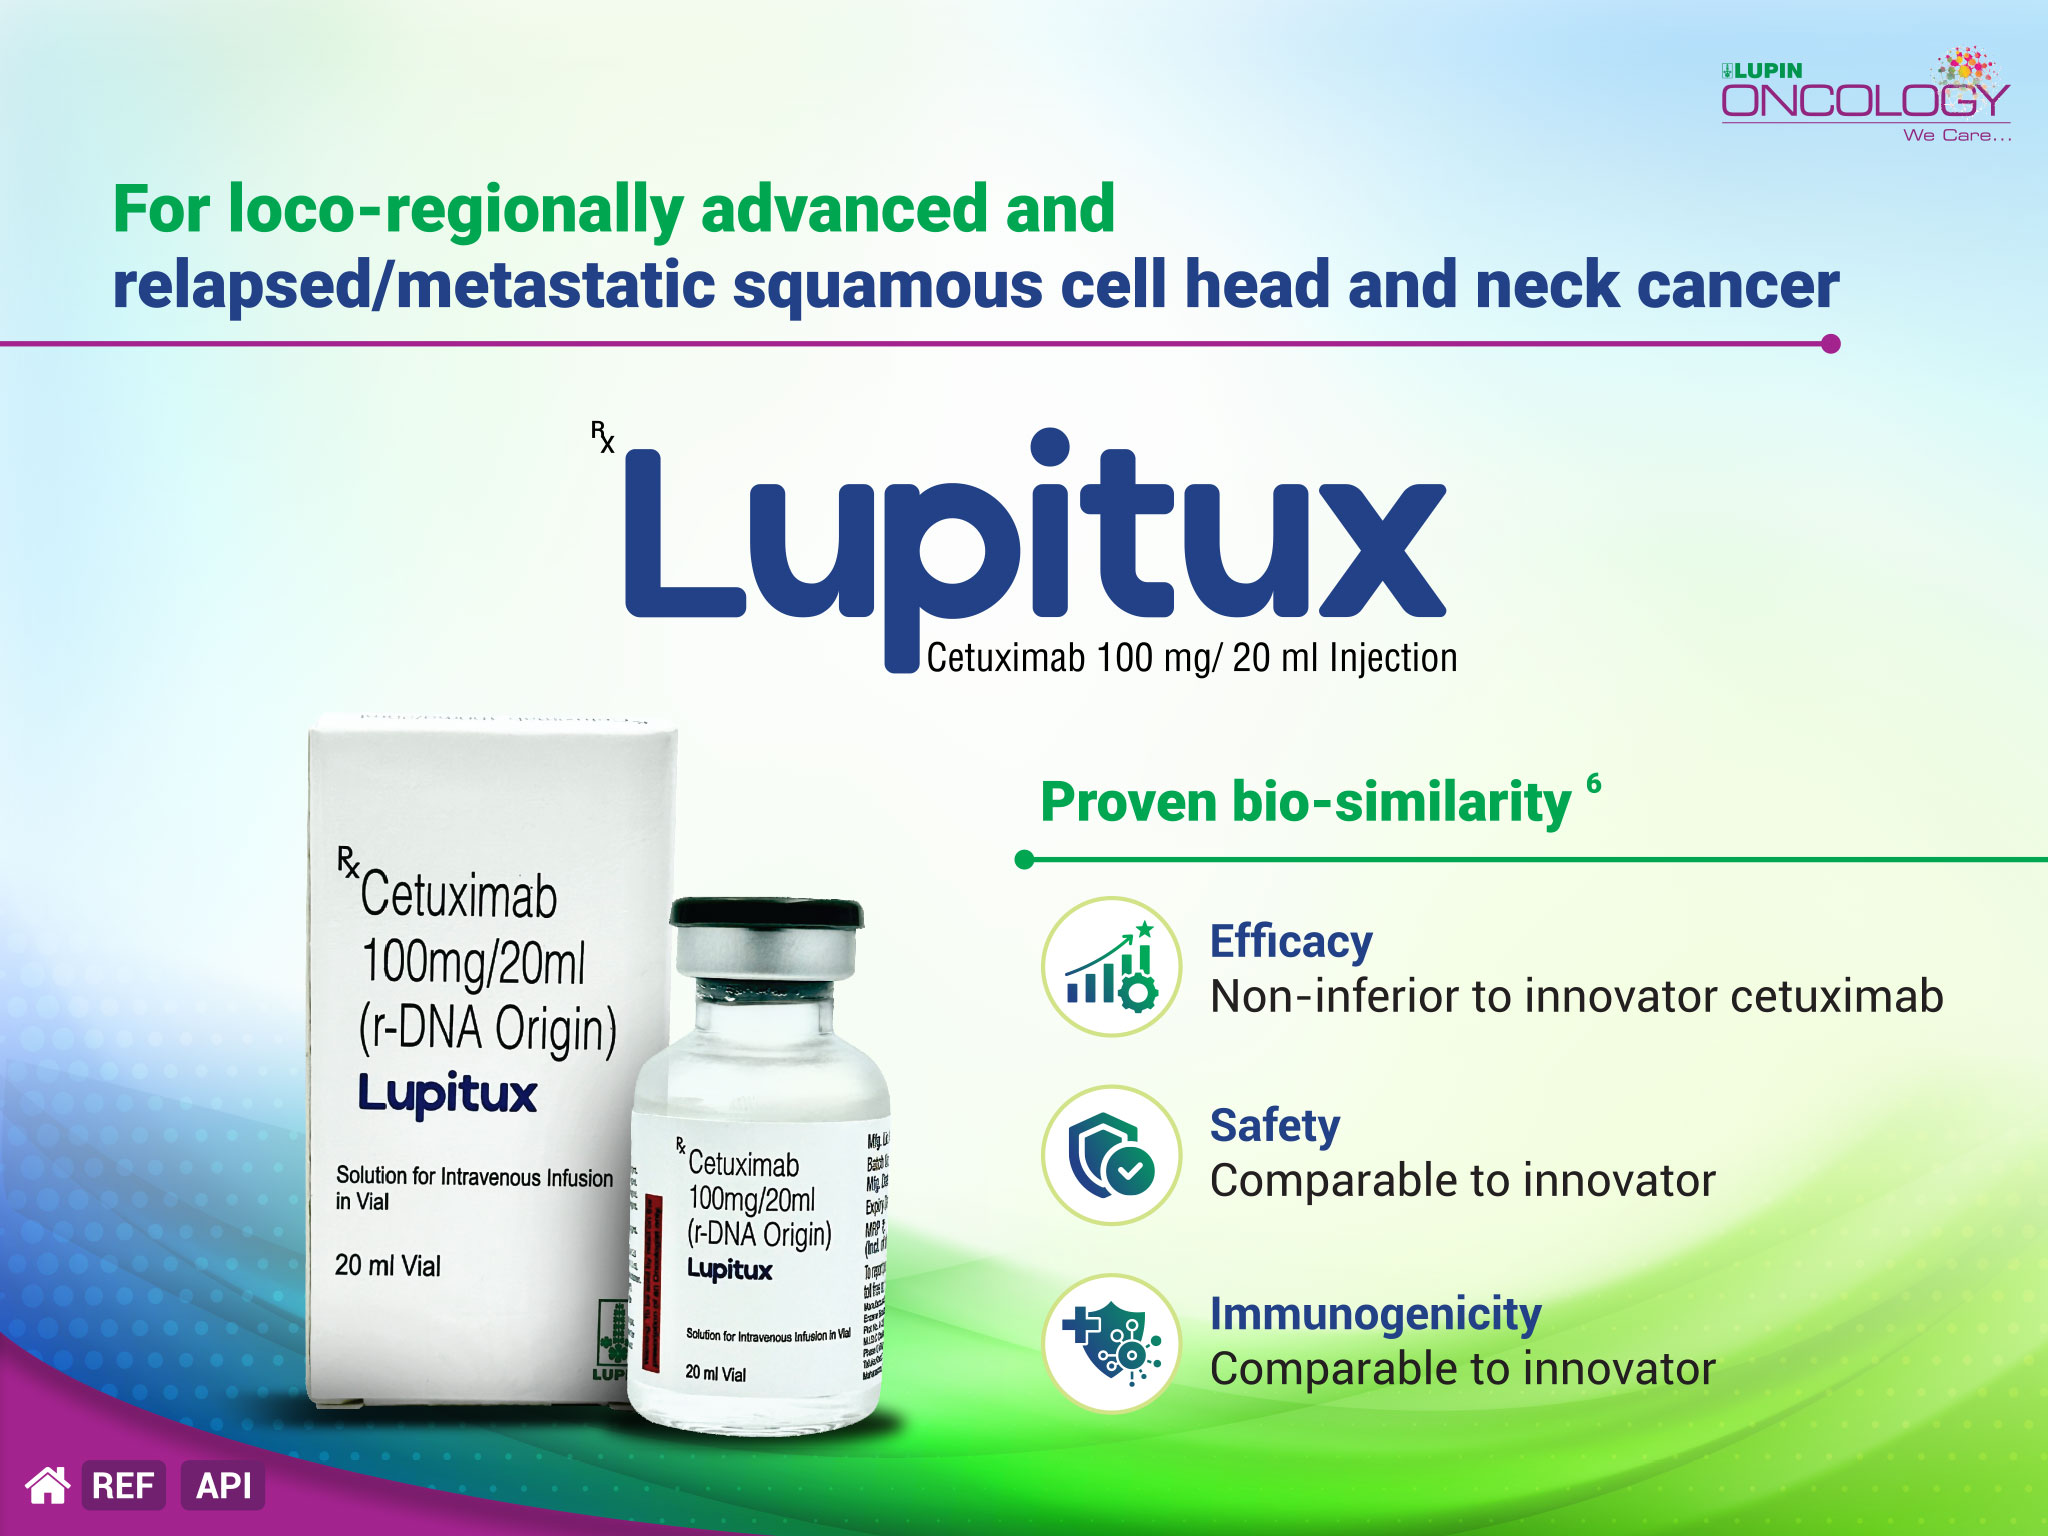 LUPIN
ONCOLOGY
We Care...
For loco-regionally advanced and
relapsed/metastatic squamous cell head and neck cancer
Rx
Lupitux
Cetuximab 100 mg/ 20 ml Injection
Rx Cetuximab
100mg/20ml
(r-DNA Origin)
Lupitux
Solution for Intravenous Infusion
in Vial
20 ml Vial
Rx Cetuximab
100mg/20ml
(r-DNA Origin)
Lupitux
Solution for Intravenous Infusion in Vial
20 ml Vial
Proven bio-similarity 6
Efficacy
Non-inferior to innovator cetuximab
Safety
Comparable to innovator
Immunogenicity
Comparable to innovator
REF
API